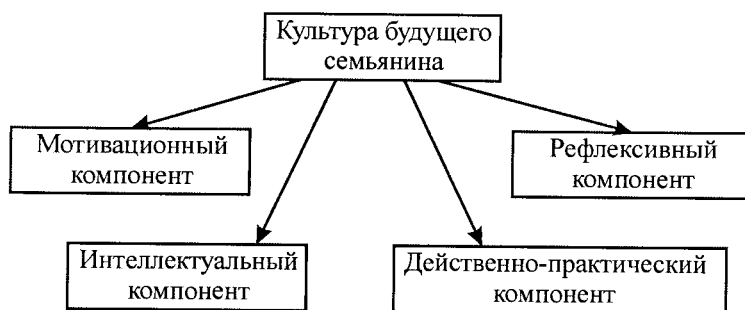 Культура будущего
семьянина
Мотивационный
компонент
Рефлексивный
компонент
Интеллектуальный
компонент
Действенно-практический
компонент